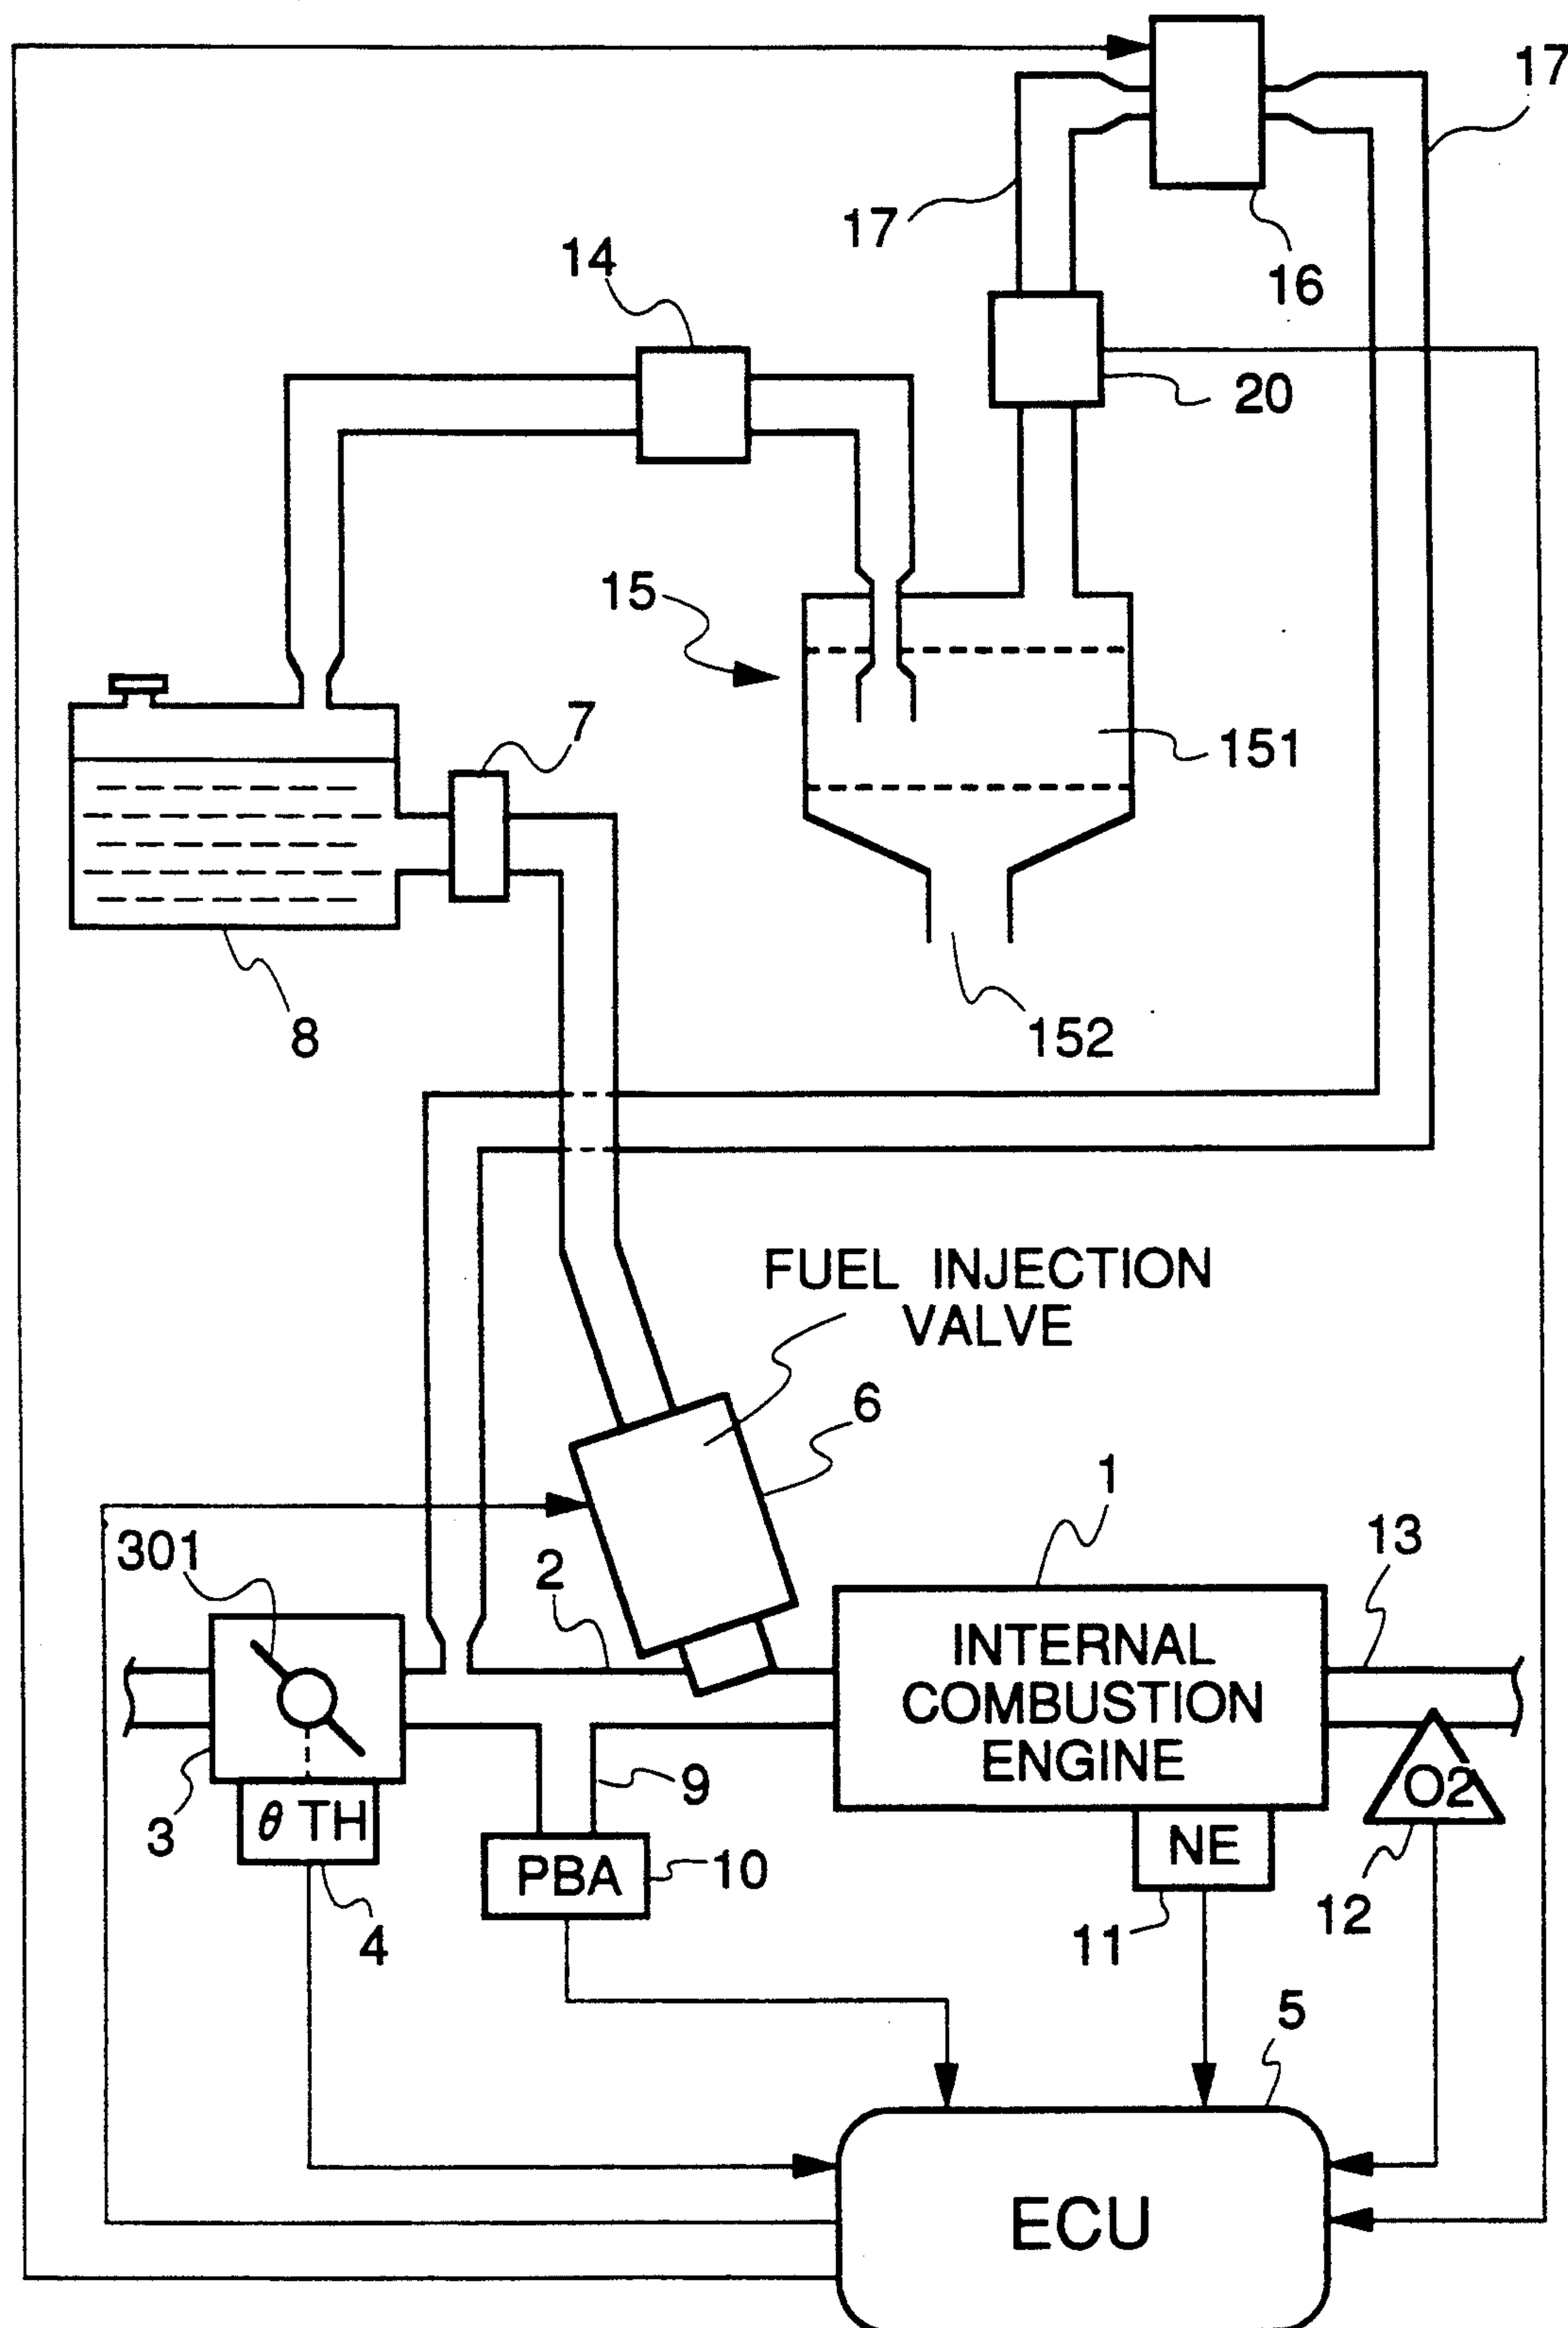 17
17
16
14
20
15
7
151
8
152
FUEL INJECTION
VALVE
6
1
301
2
13
INTERNAL
COMBUSTION
ENGINE
3
θ TH
9
O2
PBA
10
NE
4
11
12
5
ECU